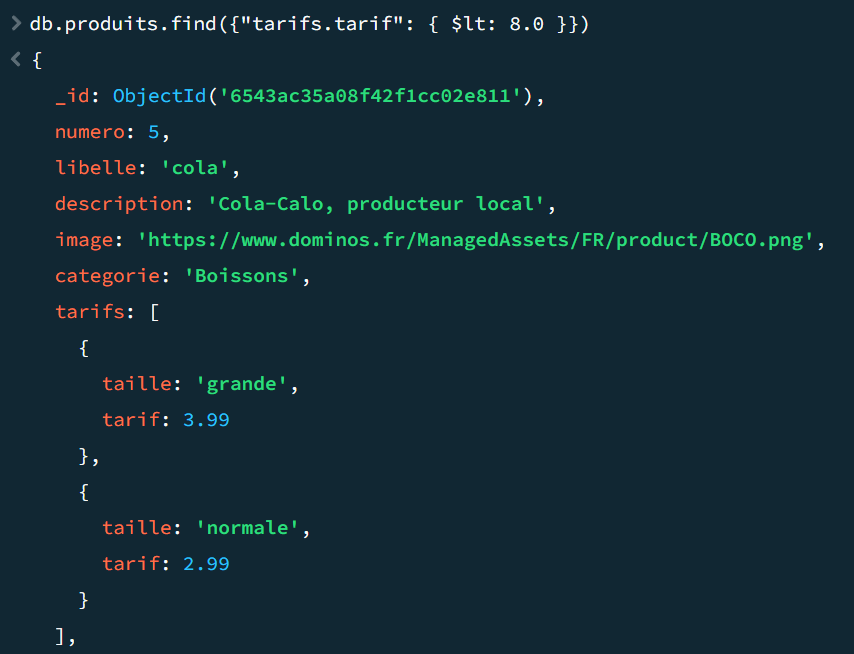 > db.produits.find({"tarifs.tarif": { $lt: 8.0 }})
< {
_id: ObjectId('6543ac35a08f42f1cc02e811'),
numero: 5,
libelle: 'cola',
description: 'Cola-Calo, producteur local',
image: 'https://www.dominos.fr/ManagedAssets/FR/product/BOCO.png',
categorie: 'Boissons',
tarifs: [
{
taille: 'grande',
tarif: 3.99
},
{
taille: 'normale',
tarif: 2.99
}
],